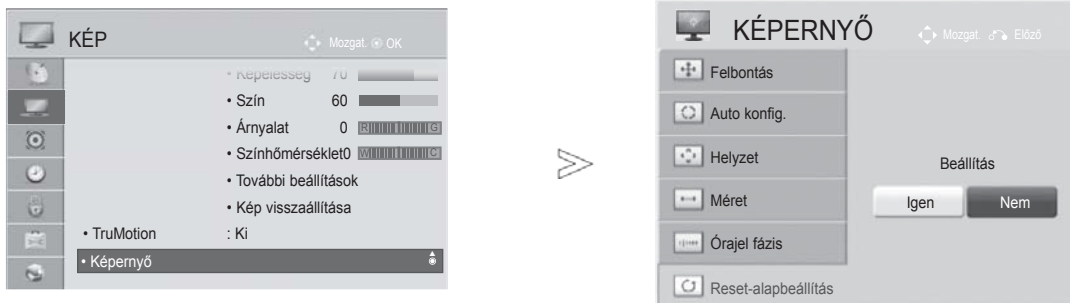 KÉP
Mozgat. OK
• Képélesség 70
• Szín 60
• Árnyalat 0 R G
• Színhőmérséklet0 W C
• További beállítások
• Kép visszaállítása
• TruMotion : Ki
• Képernyő
KÉPERNYŐ
Mozgat. Előző
Felbontás
Auto konfig.
Helyzet
Méret
Órajel fázis
Reset-alapbeállítás
Beállítás
Igen Nem